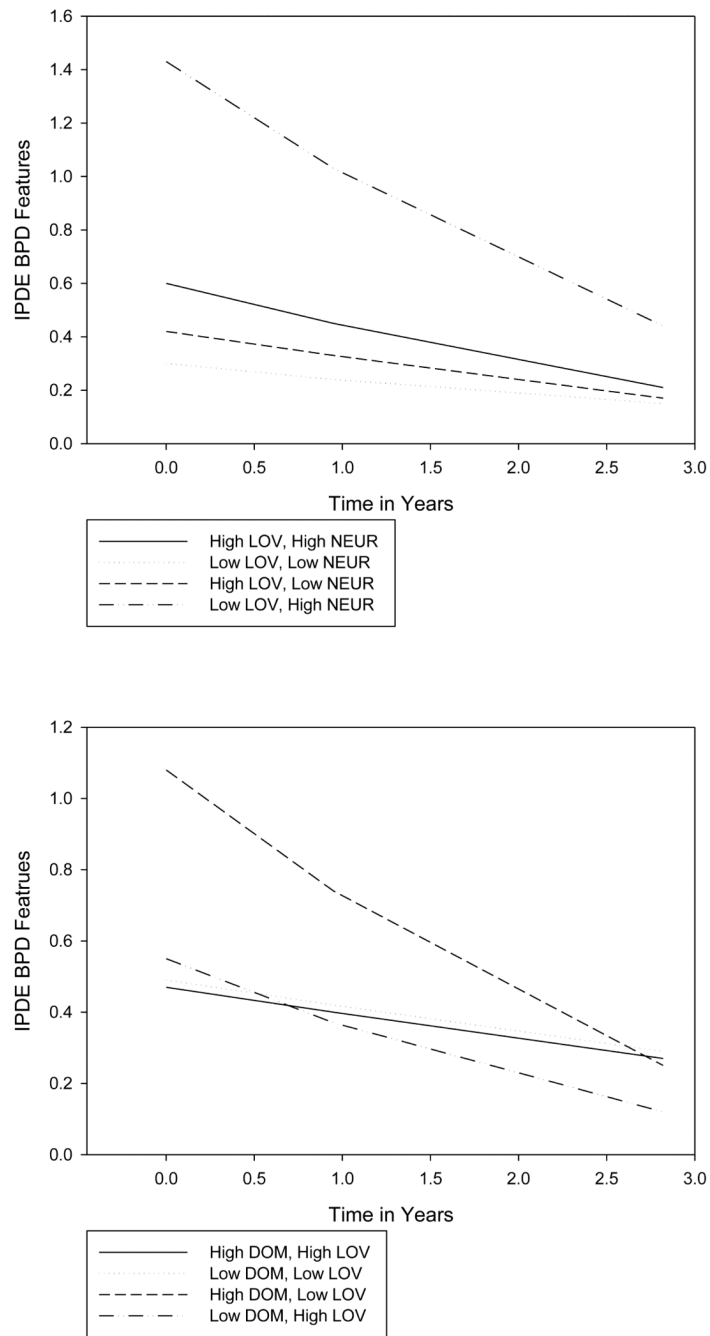 1.6
1.4
1.2
1.0
0.8
0.6
0.4
0.2
0.0
IPDE BPD Features
0.0 0.5 1.0 1.5 2.0 2.5 3.0
Time in Years
High LOV, High NEUR
Low LOV, Low NEUR
High LOV, Low NEUR
Low LOV, High NEUR
1.2
1.0
0.8
0.6
0.4
0.2
0.0
IPDE BPD Featrues
0.0 0.5 1.0 1.5 2.0 2.5 3.0
Time in Years
High DOM, High LOV
Low DOM, Low LOV
High DOM, Low LOV
Low DOM, High LOV